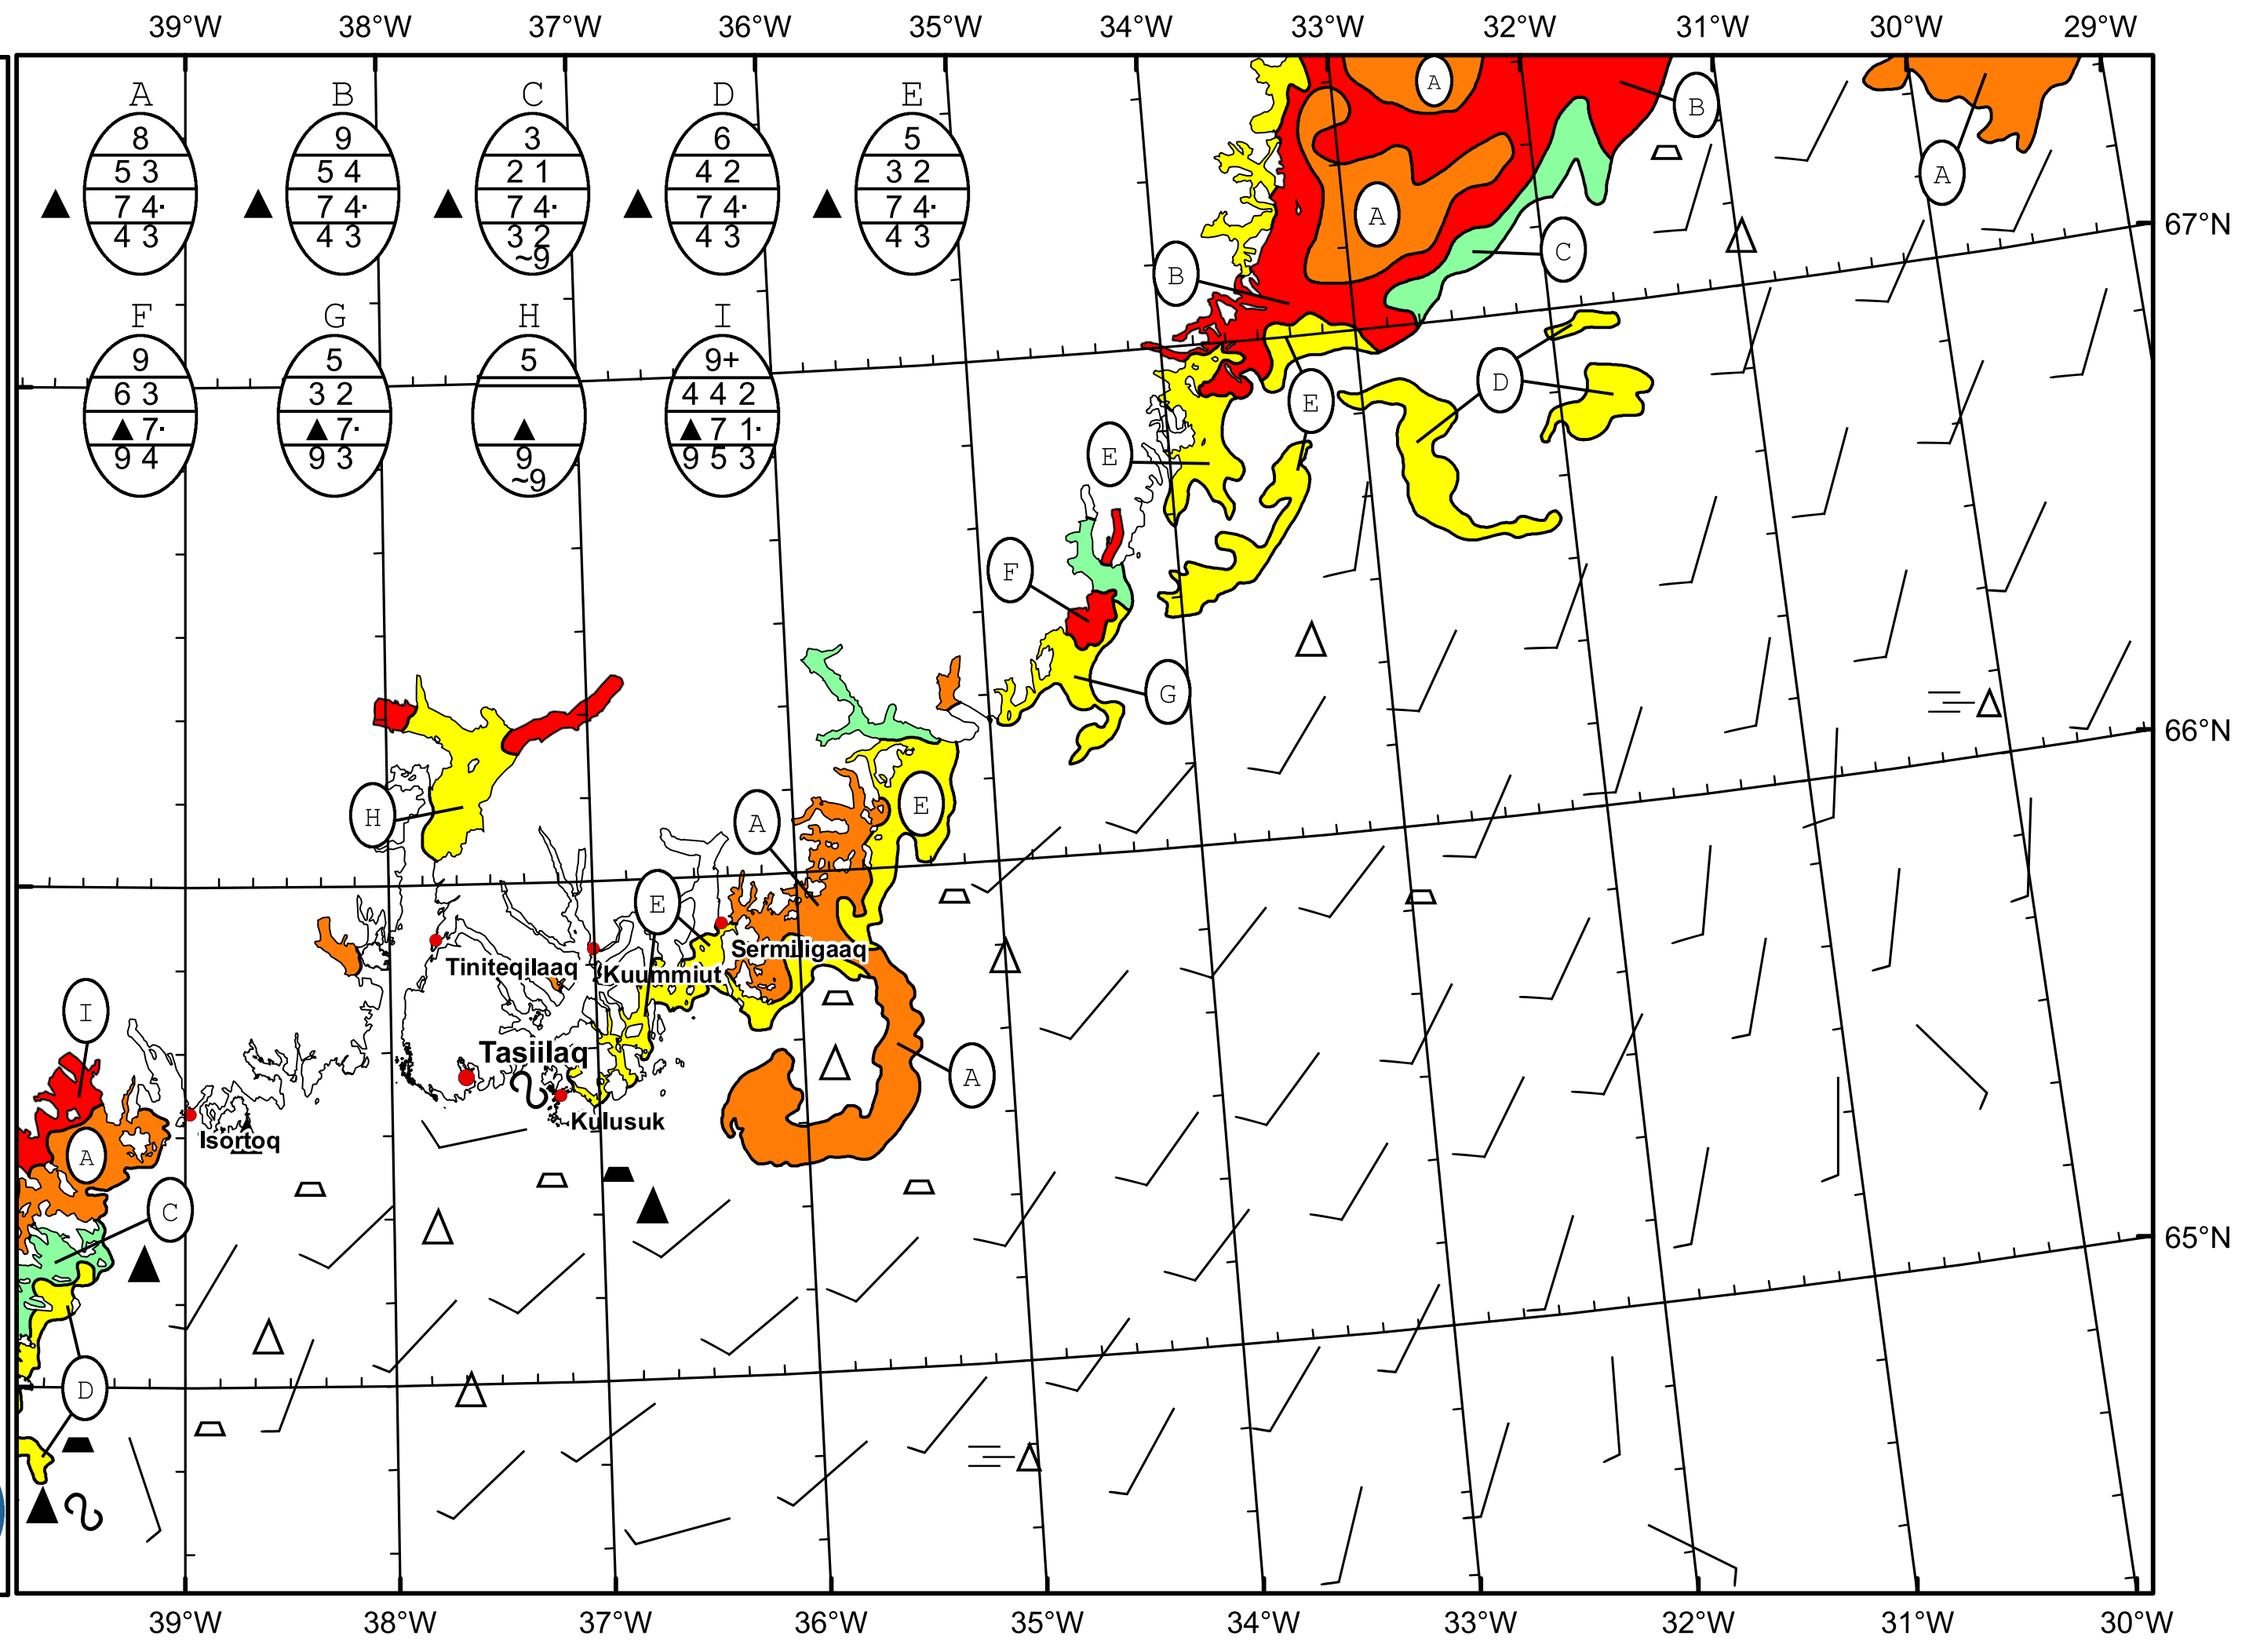 39°W 38°W 37°W 36°W 35°W 34°W 33°W 32°W 31°W 30°W 29°W
A B C D E
8 9 3 6 5
5 3 5 4 2 1 4 2 3 2
7 4· 7 4· 7 4· 7 4· 7 4·
4 3 4 3 3 2 4 3 4 3
~9
F G H I
9 5 5 9+
6 3 3 2 4 4 2
7· 7· 7 1·
9 4 9 3 9 9 5 3
~9
A
B
A
A
67°N
C
B
D
E
E
F
G
66°N
E
H
A
E
Sermiligaaq
Tiniteqilaaq
Kuummiut
I
Tasiilaq
A
Kulusuk
Isortoq
A
C
65°N
D
39°W 38°W 37°W 36°W 35°W 34°W 33°W 32°W 31°W 30°W